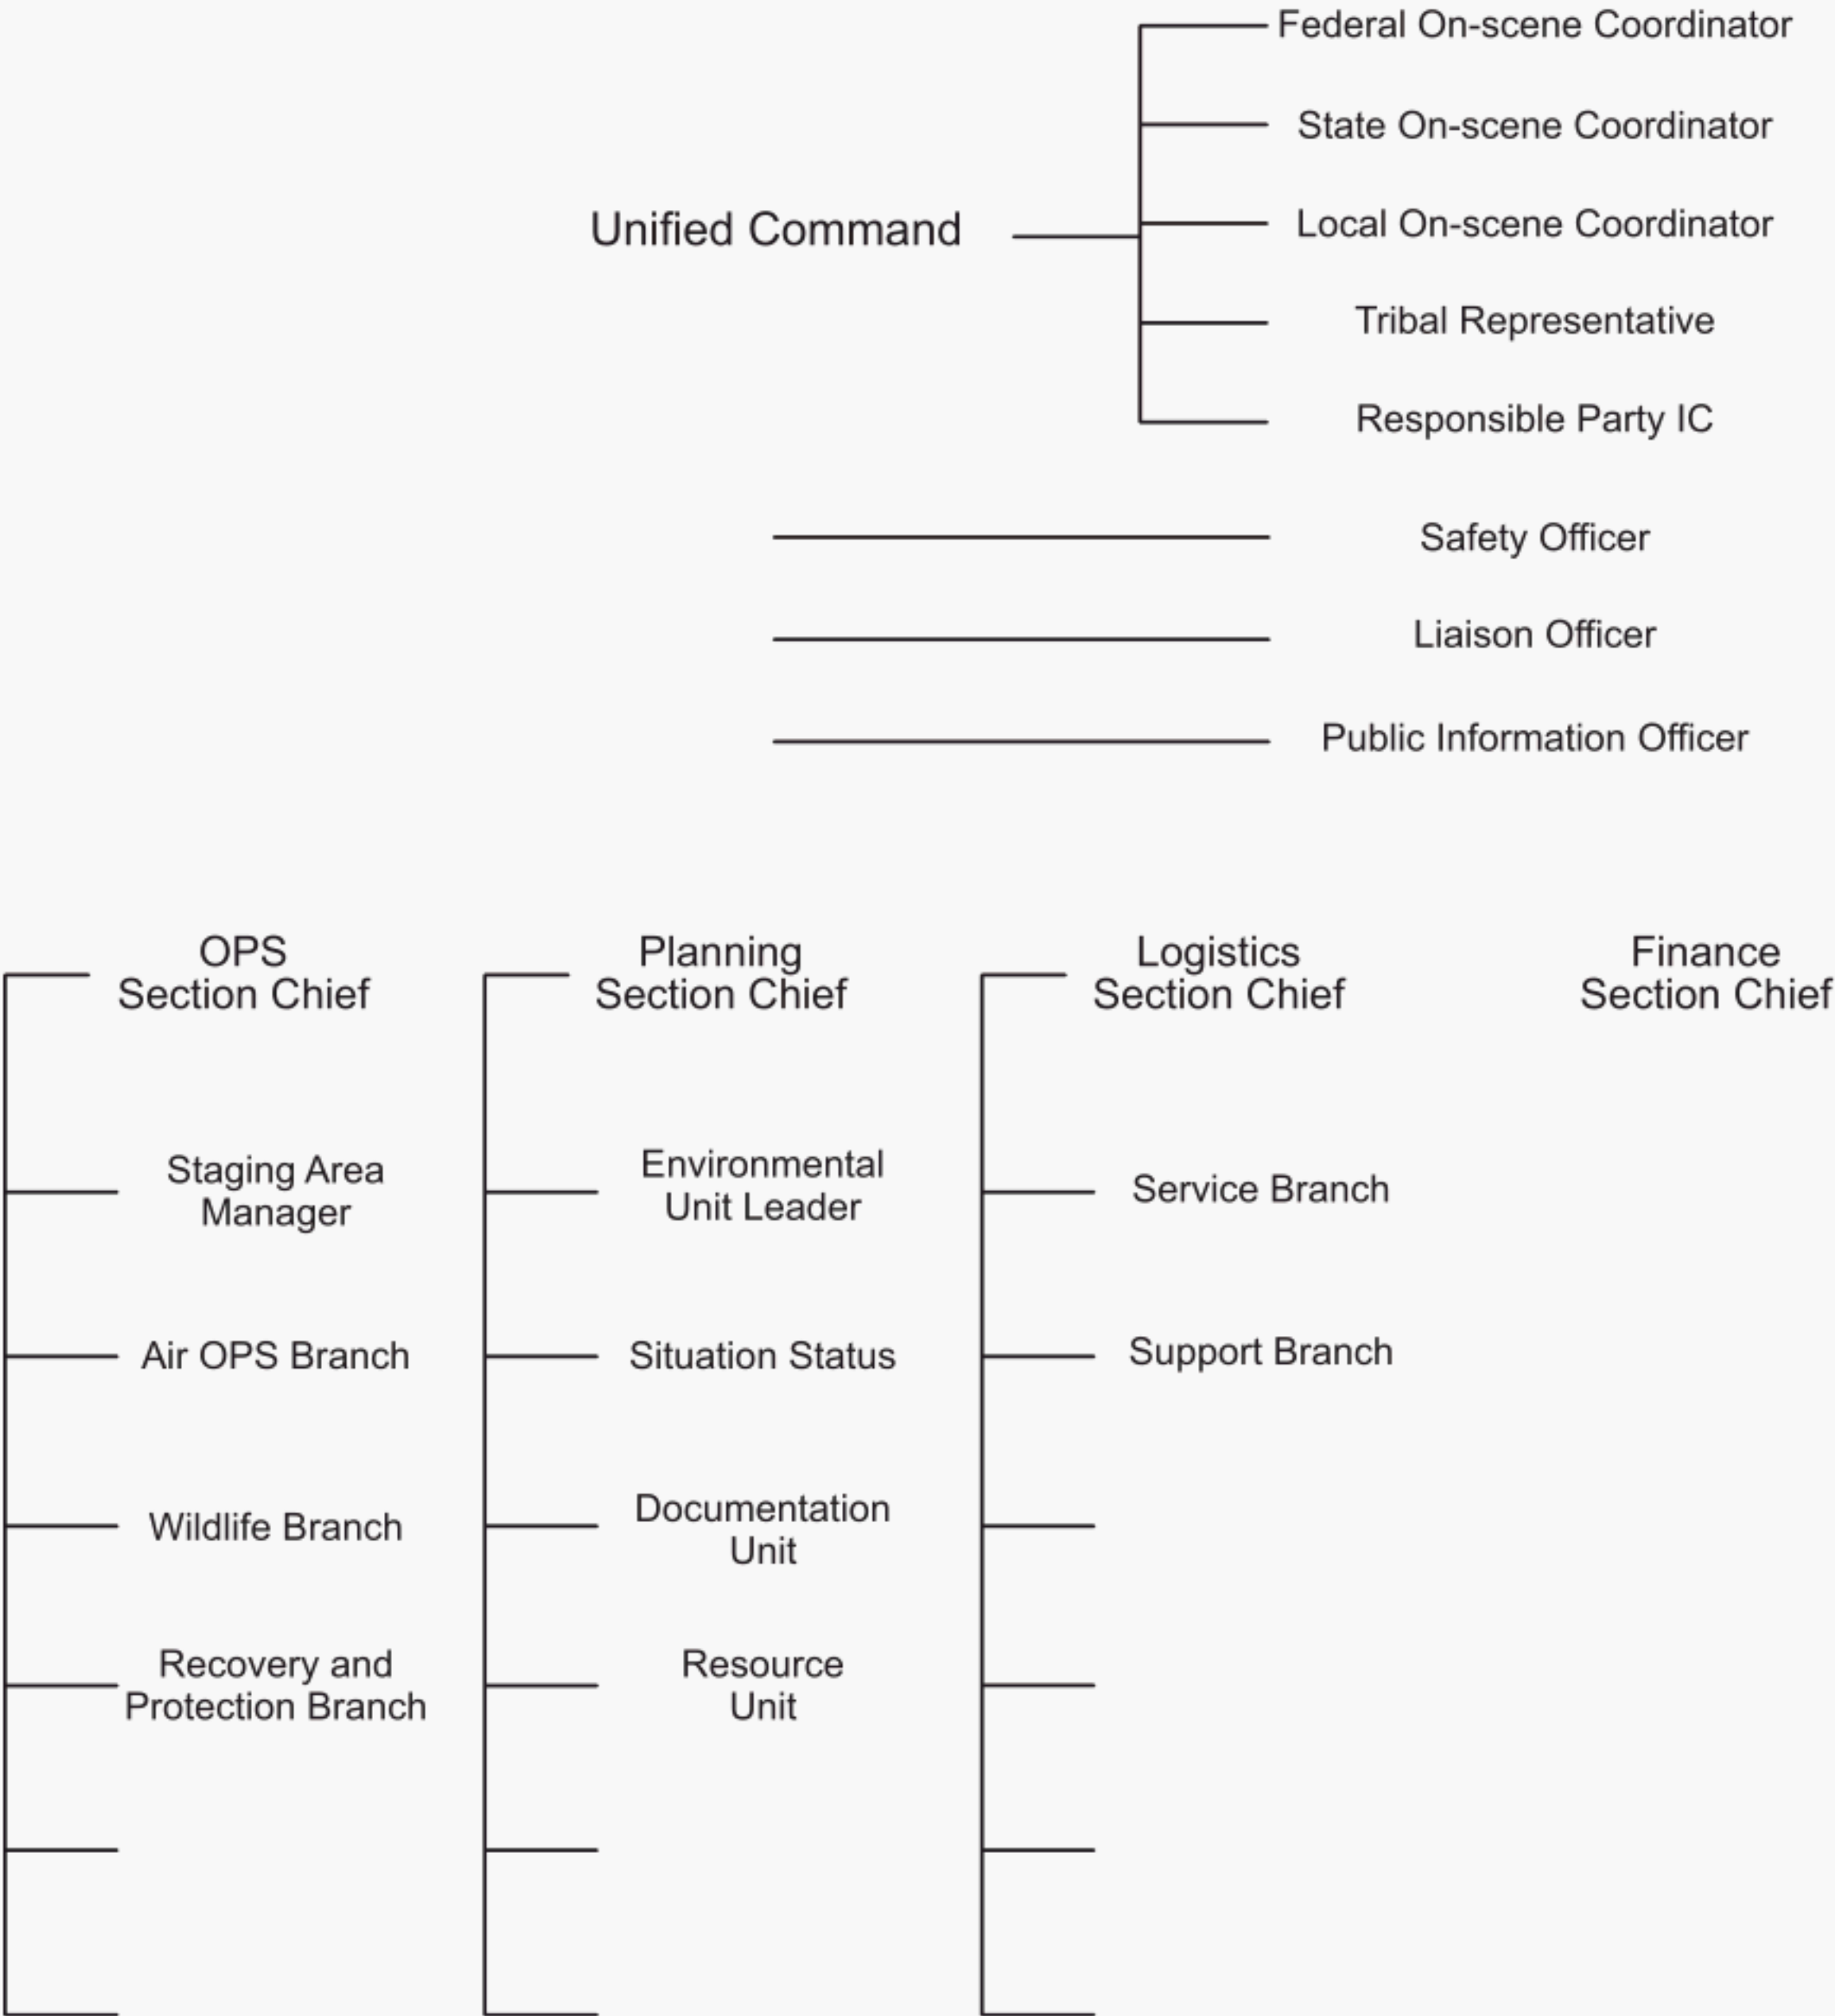 Federal On-scene Coordinator
State On-scene Coordinator
Local On-scene Coordinator
Unified Command
Tribal Representative
Responsible Party IC
Safety Officer
Liaison Officer
Public Information Officer
OPS
Section Chief
Planning
Section Chief
Logistics
Section Chief
Finance
Section Chief
Staging Area
Manager
Environmental
Unit Leader
Service Branch
Air OPS Branch
Situation Status
Support Branch
Wildlife Branch
Documentation
Unit
Recovery and
Protection Branch
Resource
Unit